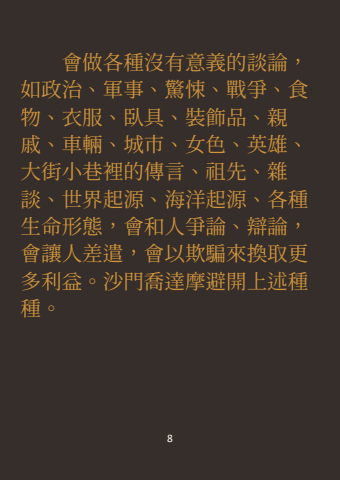 會做各種沒有意義的談論，
如政治、軍事、驚悚、戰爭、食
物、衣服、臥具、裝飾品、親
戚、車輛、城市、女色、英雄、
大街小巷裡的傳言、祖先、雜
談、世界起源、海洋起源、各種
生命形態，會和人爭論、辯論，
會讓人差遣，會以欺騙來換取更
多利益。沙門喬達摩避開上述種
種。
8